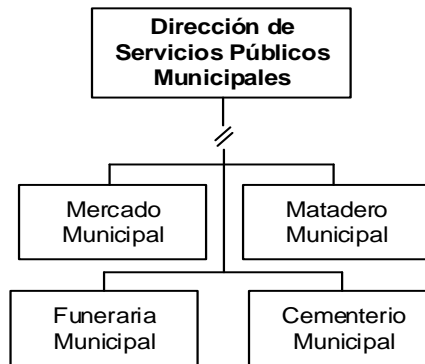 Dirección de
Servicios Públicos
Municipales
Mercado
Municipal
Matadero
Municipal
Funeraria
Municipal
Cementerio
Municipal